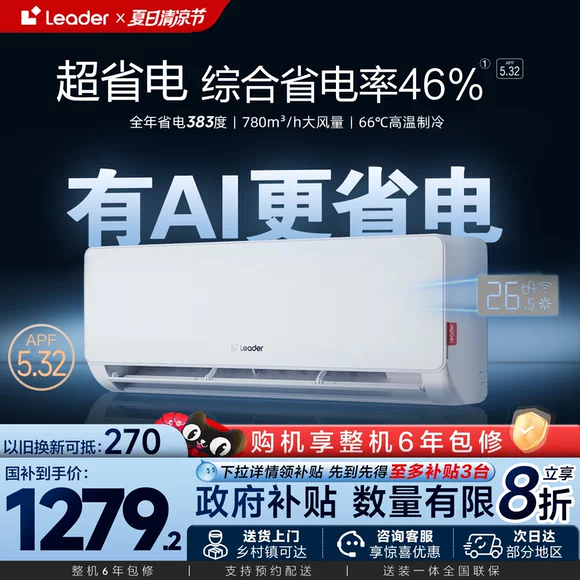 Leader × 夏日清凉节
超省电 综合省电率46%① APF 5.32
全年省电383度 | 780m³/h大风量 | 66℃高温制冷
有AI更省电
26.5
Leader
Leader
APF
5.32
以旧换新可抵:270
购机享整机6年包修
国补到手价:
1279.2
下拉详情领补贴 先到先得 至多补贴3台
政府补贴 数量有限
立享
8折
送货上门
乡村镇可达
咨询客服
享惊喜优惠
次日达
部分地区
整机6年包修 | 支持预约配送 | 送装一体全国联保